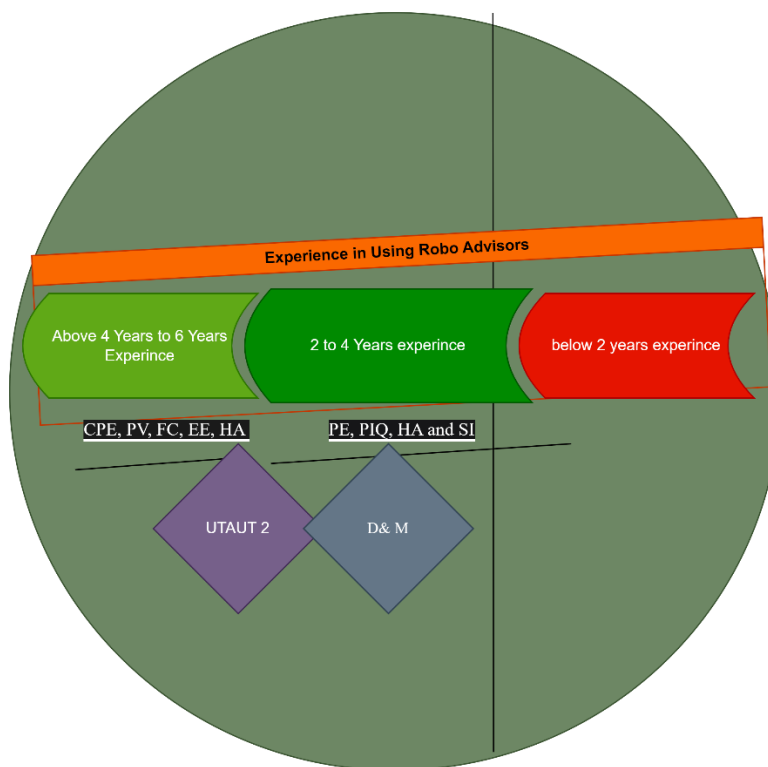 Experience in Using Robo Advisors
Above 4 Years to 6 Years
Experince
2 to 4 Years experince
below 2 years experince
CPE, PV, FC, EE, HA
PE, PIQ, HA and SI
UTAUT 2
D& M